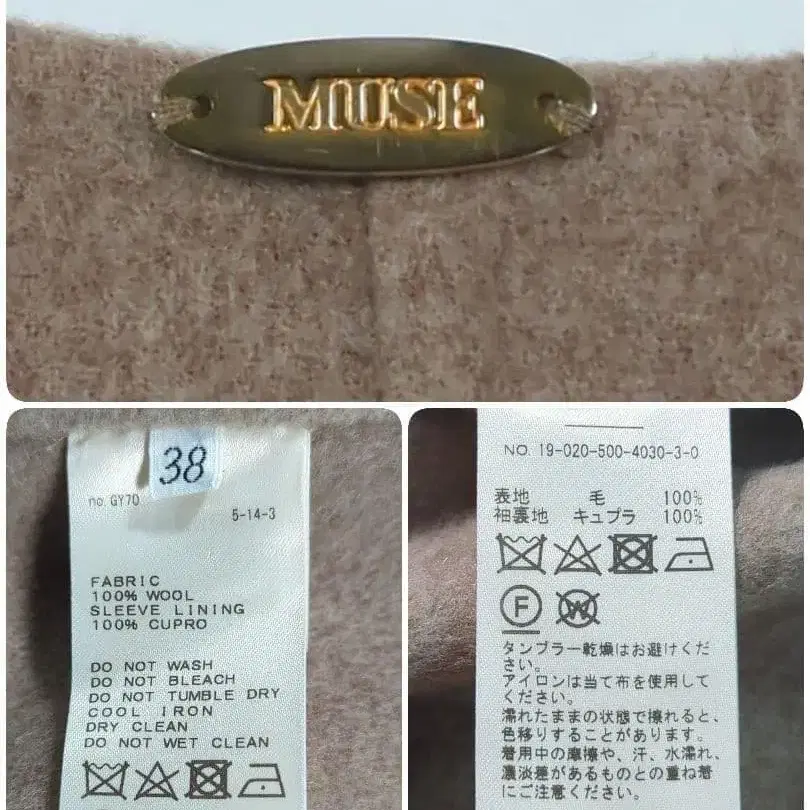 MUSE
38
no. GY70
5-14-3
FABRIC
100% WOOL
SLEEVE LINING
100% CUPRO
DO NOT WASH
DO NOT BLEACH
DO NOT TUMBLE DRY
COOL IRON
DRY CLEAN
DO NOT WET CLEAN
NO. 19-020-500-4030-3-0
表地 毛 100%
袖裏地 キュプラ 100%
F W
タンブラー乾燥はお避けくだ
さい。
アイロンは当て布を使用して
ください。
濡れたままの状態で擦れると、
色移りすることがあります。
着用中の摩擦や、汗、水濡れ、
濃淡差があるものとの重ね着
にご注意ください。